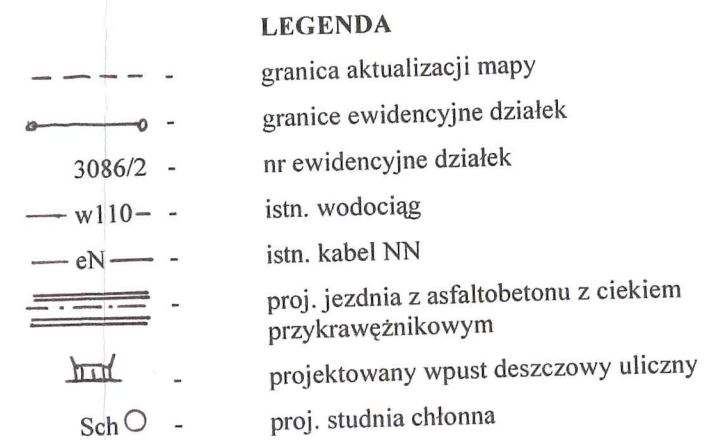 LEGENDA
- granica aktualizacji mapy
- granice ewidencyjne działek
3086/2 - nr ewidencyjne działek
w110 - istn. wodociąg
eN - istn. kabel NN
- proj. jezdnia z asfaltobetonu z ciekiem
przykrawężnikowym
- projektowany wpust deszczowy uliczny
Sch - proj. studnia chłonna